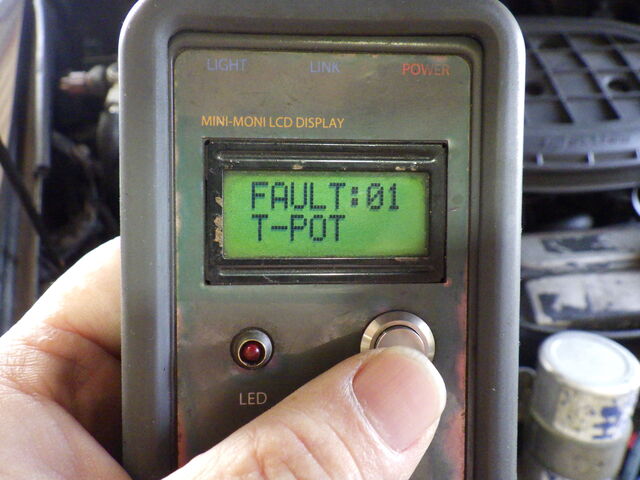 LIGHT LINK POWER
MINI-MONI LCD DISPLAY
FAULT:01
T-POT
LED